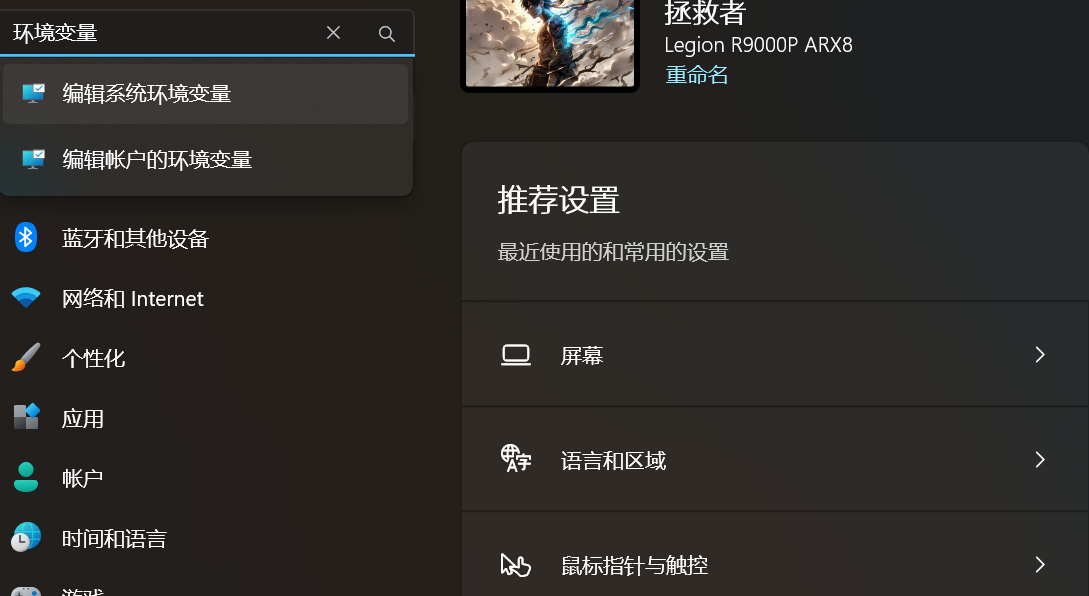 环境变量
编辑系统环境变量
编辑帐户的环境变量
蓝牙和其他设备
网络和 Internet
个性化
应用
帐户
时间和语言
游戏
拯救者
Legion R9000P ARX8
重命名
推荐设置
最近使用的和常用的设置
屏幕
语言和区域
鼠标指针与触控